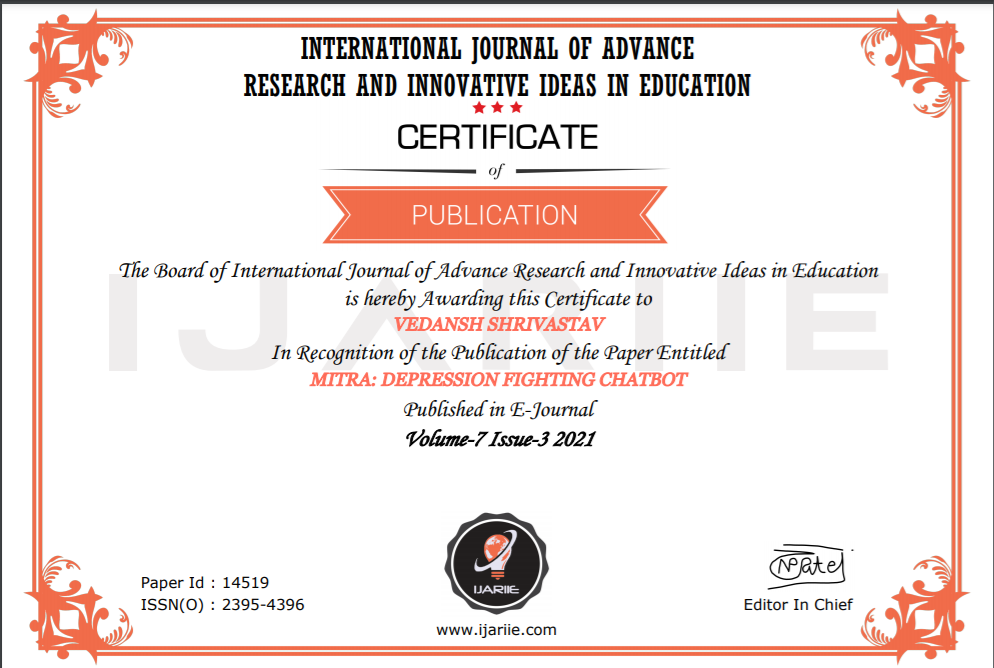 INTERNATIONAL JOURNAL OF ADVANCE
RESEARCH AND INNOVATIVE IDEAS IN EDUCATION
CERTIFICATE
of
PUBLICATION
The Board of International Journal of Advance Research and Innovative Ideas in Education
is hereby Awarding this Certificate to
VEDANSH SHRIVASTAV
In Recognition of the Publication of the Paper Entitled
MITRA: DEPRESSION FIGHTING CHATBOT
Published in E-Journal
Volume-7 Issue-3 2021
IJARIIE
Paper Id : 14519
ISSN(O) : 2395-4396
IJARIIE
www.ijariie.com
NPatel
Editor In Chief